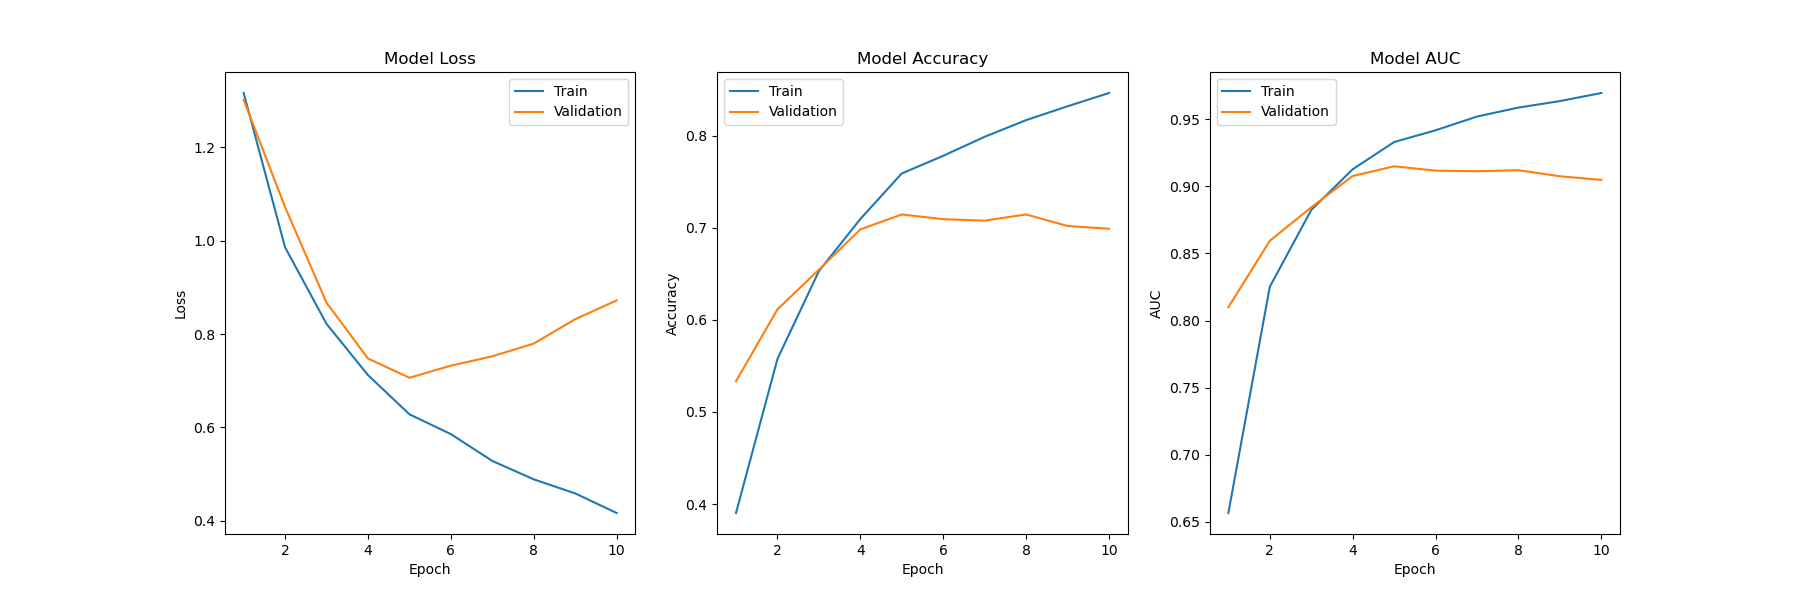 Model Loss
Train
Validation
1.2
1.0
0.8
0.6
0.4
Loss
2 4 6 8 10
Epoch
Model Accuracy
Train
Validation
0.8
0.7
0.6
0.5
0.4
Accuracy
2 4 6 8 10
Epoch
Model AUC
Train
Validation
0.95
0.90
0.85
0.80
0.75
0.70
0.65
AUC
2 4 6 8 10
Epoch